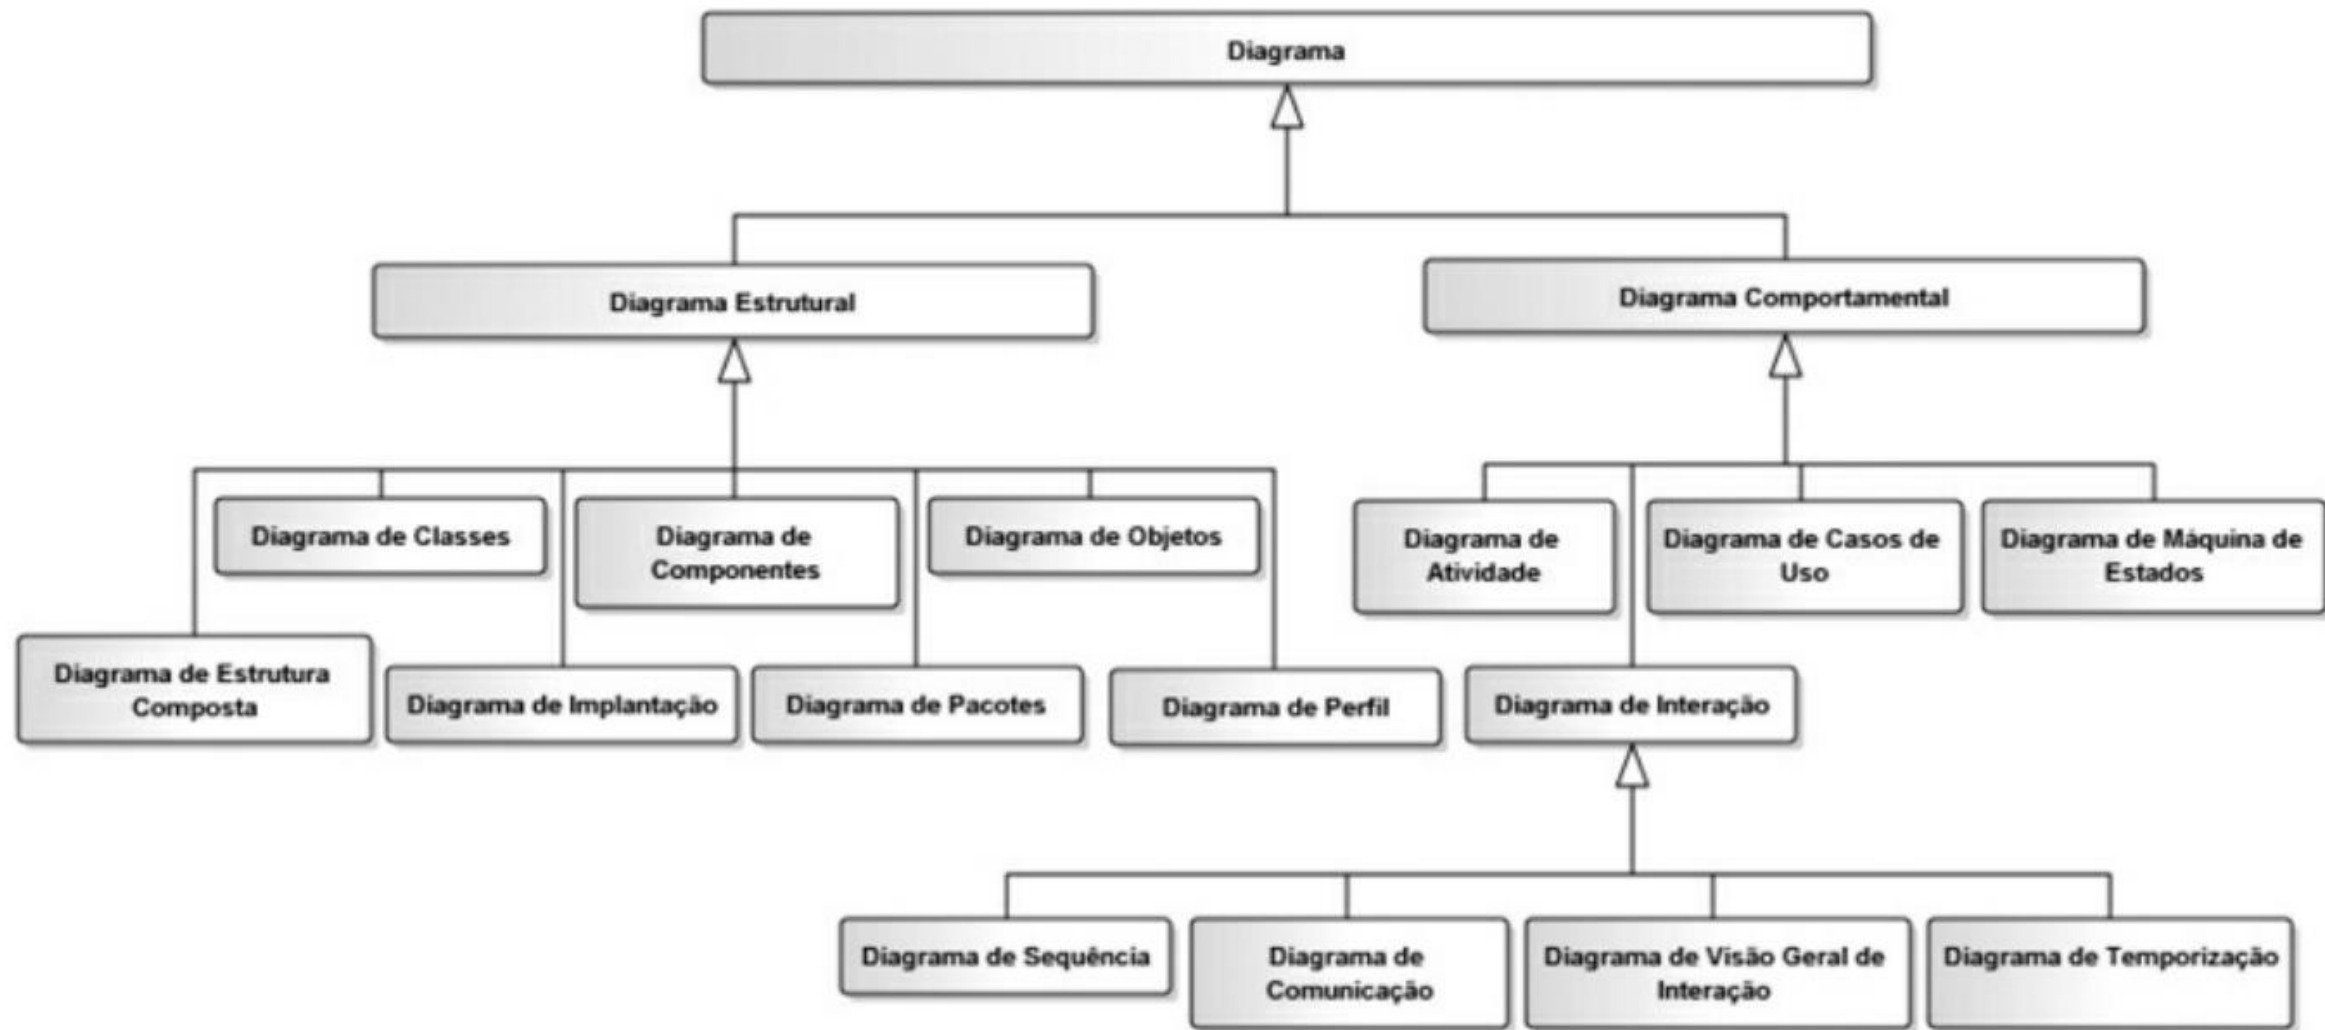 Diagrama
Diagrama Estrutural
Diagrama Comportamental
Diagrama de Classes
Diagrama de
Componentes
Diagrama de Objetos
Diagrama de
Atividade
Diagrama de Casos de
Uso
Diagrama de Máquina de
Estados
Diagrama de Estrutura
Composta
Diagrama de Implantação
Diagrama de Pacotes
Diagrama de Perfil
Diagrama de Interação
Diagrama de Sequência
Diagrama de
Comunicação
Diagrama de Visão Geral de
Interação
Diagrama de Temporização